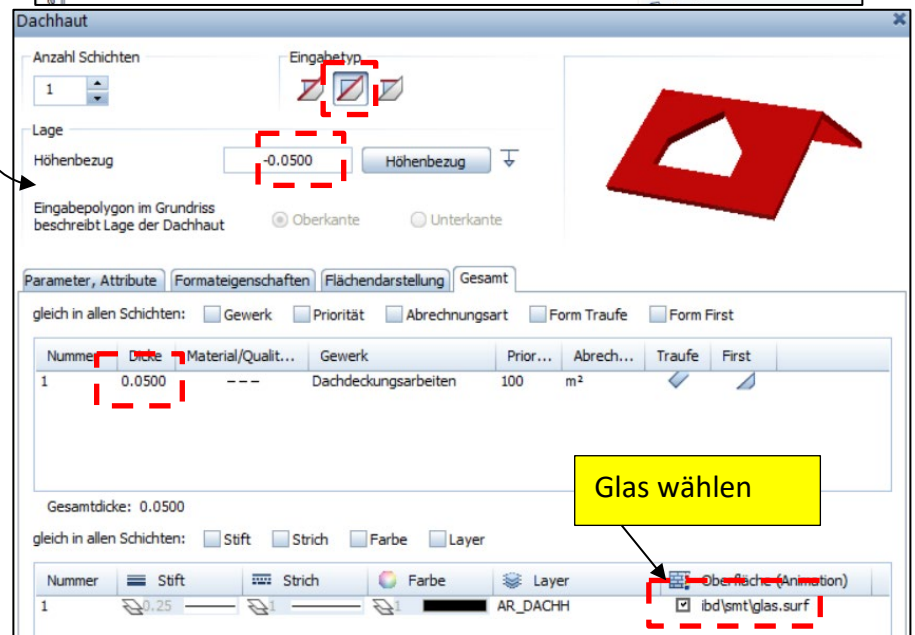 Dachhaut
Anzahl Schichten
Eingabetyp
1
Lage
Höhenbezug
-0.0500
Höhenbezug
Eingabepolygon im Grundriss
beschreibt Lage der Dachhaut
Oberkante
Unterkante
Parameter, Attribute
Formateigenschaften
Flächendarstellung
Gesamt
gleich in allen Schichten: Gewerk Priorität Abrechnungsart Form Traufe Form First
Nummer Dicke Material/Qualit... Gewerk Prior... Abrech... Traufe First
1 0.0500 --- Dachdeckungsarbeiten 100 m²
Glas wählen
Gesamtdicke: 0.0500
gleich in allen Schichten: Stift Strich Farbe Layer
Nummer Stift Strich Farbe Layer Oberfläche (Animation)
1 0.25 1 1 AR_DACHH ibd\smt\glas.surf